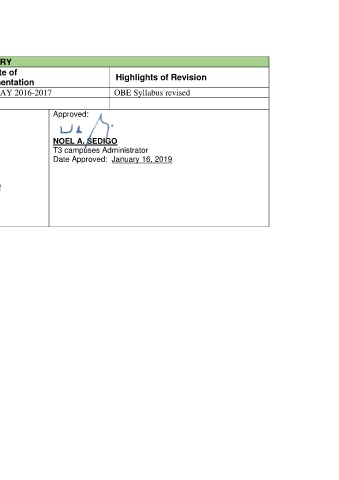 RY
te of
entation
Highlights of Revision
AY 2016-2017
OBE Syllabus revised
Approved:
NOEL A. SEDIGO
T3 campuses Administrator
Date Approved: January 16, 2019